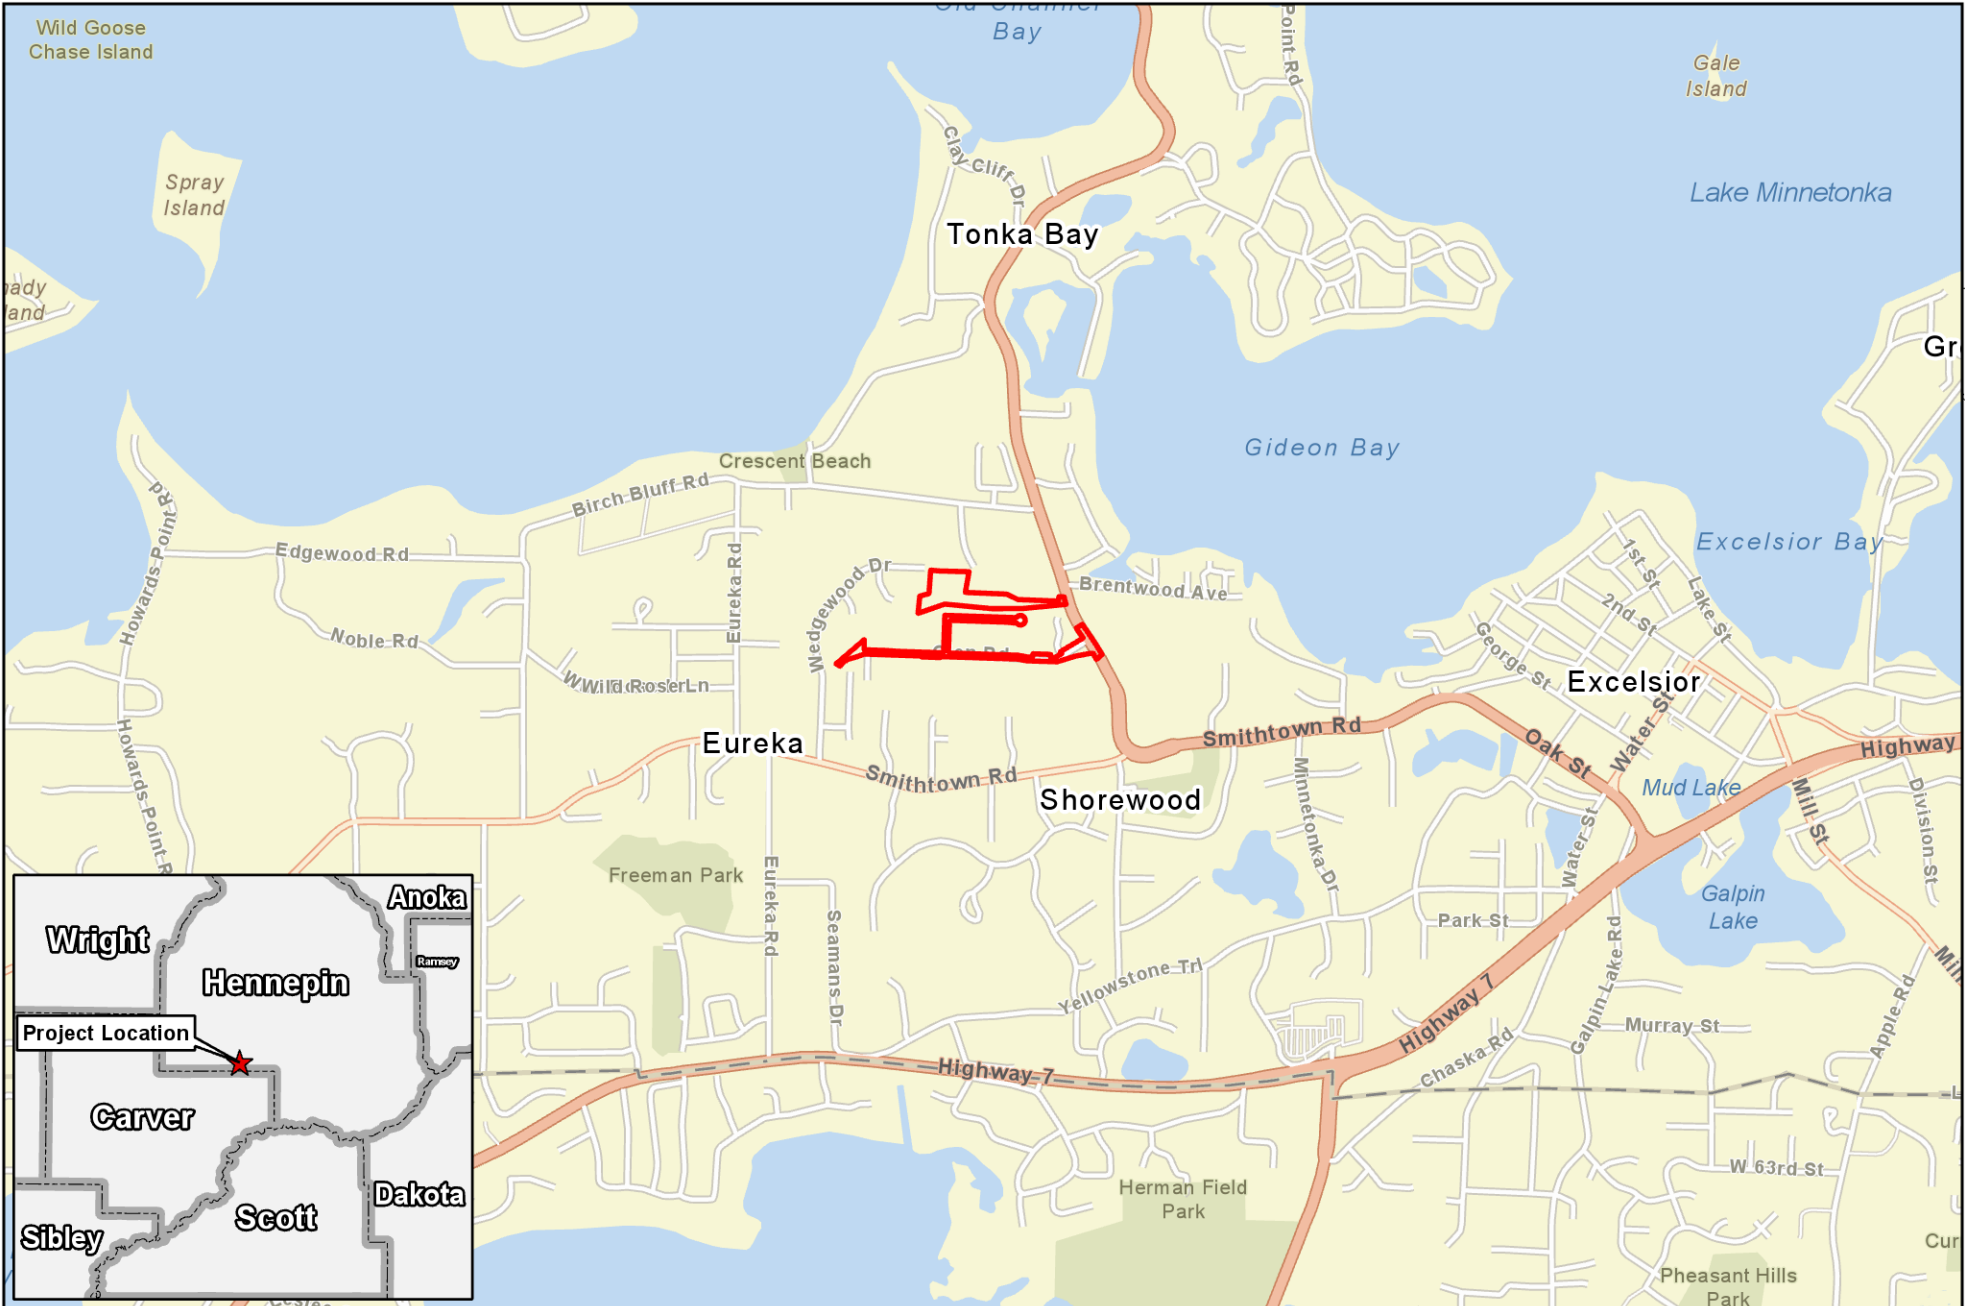 Wild Goose
Chase Island
Bay
Point Rd
Gale
Island
Spray
Island
Clay Cliff Dr
Lake Minnetonka
Tonka Bay
Gideon Bay
Crescent Beach
Birch Bluff Rd
Howards Point Rd
Edgewood Rd
Excelsior Bay
Eureka Rd
Wedgewood Dr
Brentwood Ave
1st St
2nd St
Lake St
George St
Noble Rd
Wild Rose Ln
Excelsior
Water St
Eureka
Smithtown Rd
Smithtown Rd
Oak St
Highway
Howards Point R
Shorewood
Minnetonka Dr
Mud Lake
Mill St
Division St
Water St
Freeman Park
Eureka Rd
Seamans Dr
Galpin
Lake
Park St
Yellowstone Trl
Highway 7
Galpin Lake Rd
Murray St
Apple Rd
Chaska Rd
Highway 7
W 63rd St
Herman Field
Park
Pheasant Hills
Park
Anoka
Wright
Hennepin
Ramsey
Project Location
Carver
Dakota
Scott
Sibley